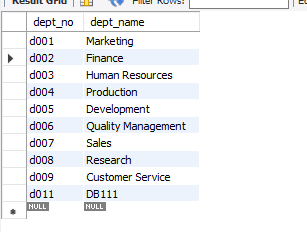 Result Grid Filter Rows:
dept_no dept_name
d001 Marketing
d002 Finance
d003 Human Resources
d004 Production
d005 Development
d006 Quality Management
d007 Sales
d008 Research
d009 Customer Service
d011 DB111
NULL NULL